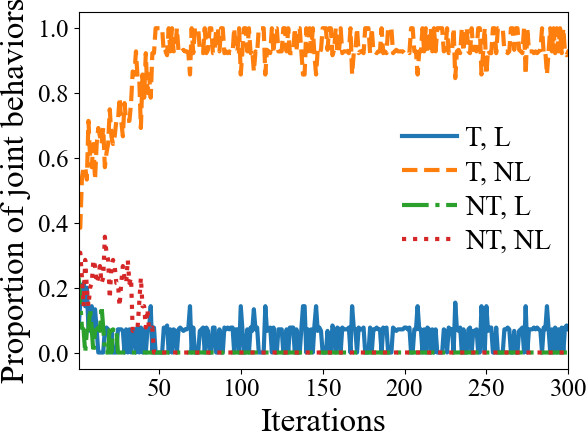 Proportion of joint behaviors
1.0
0.8
0.6
0.4
0.2
0.0
T, L
T, NL
NT, L
NT, NL
50
100
150
200
250
300
Iterations